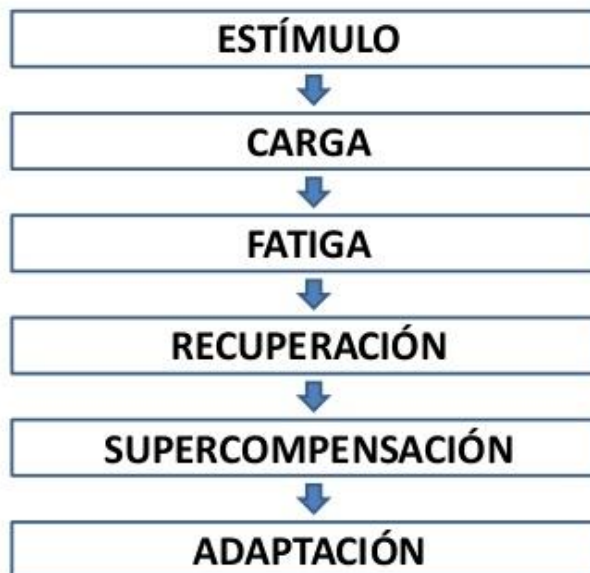 ESTÍMULO
CARGA
FATIGA
RECUPERACIÓN
SUPERCOMPENSACIÓN
ADAPTACIÓN